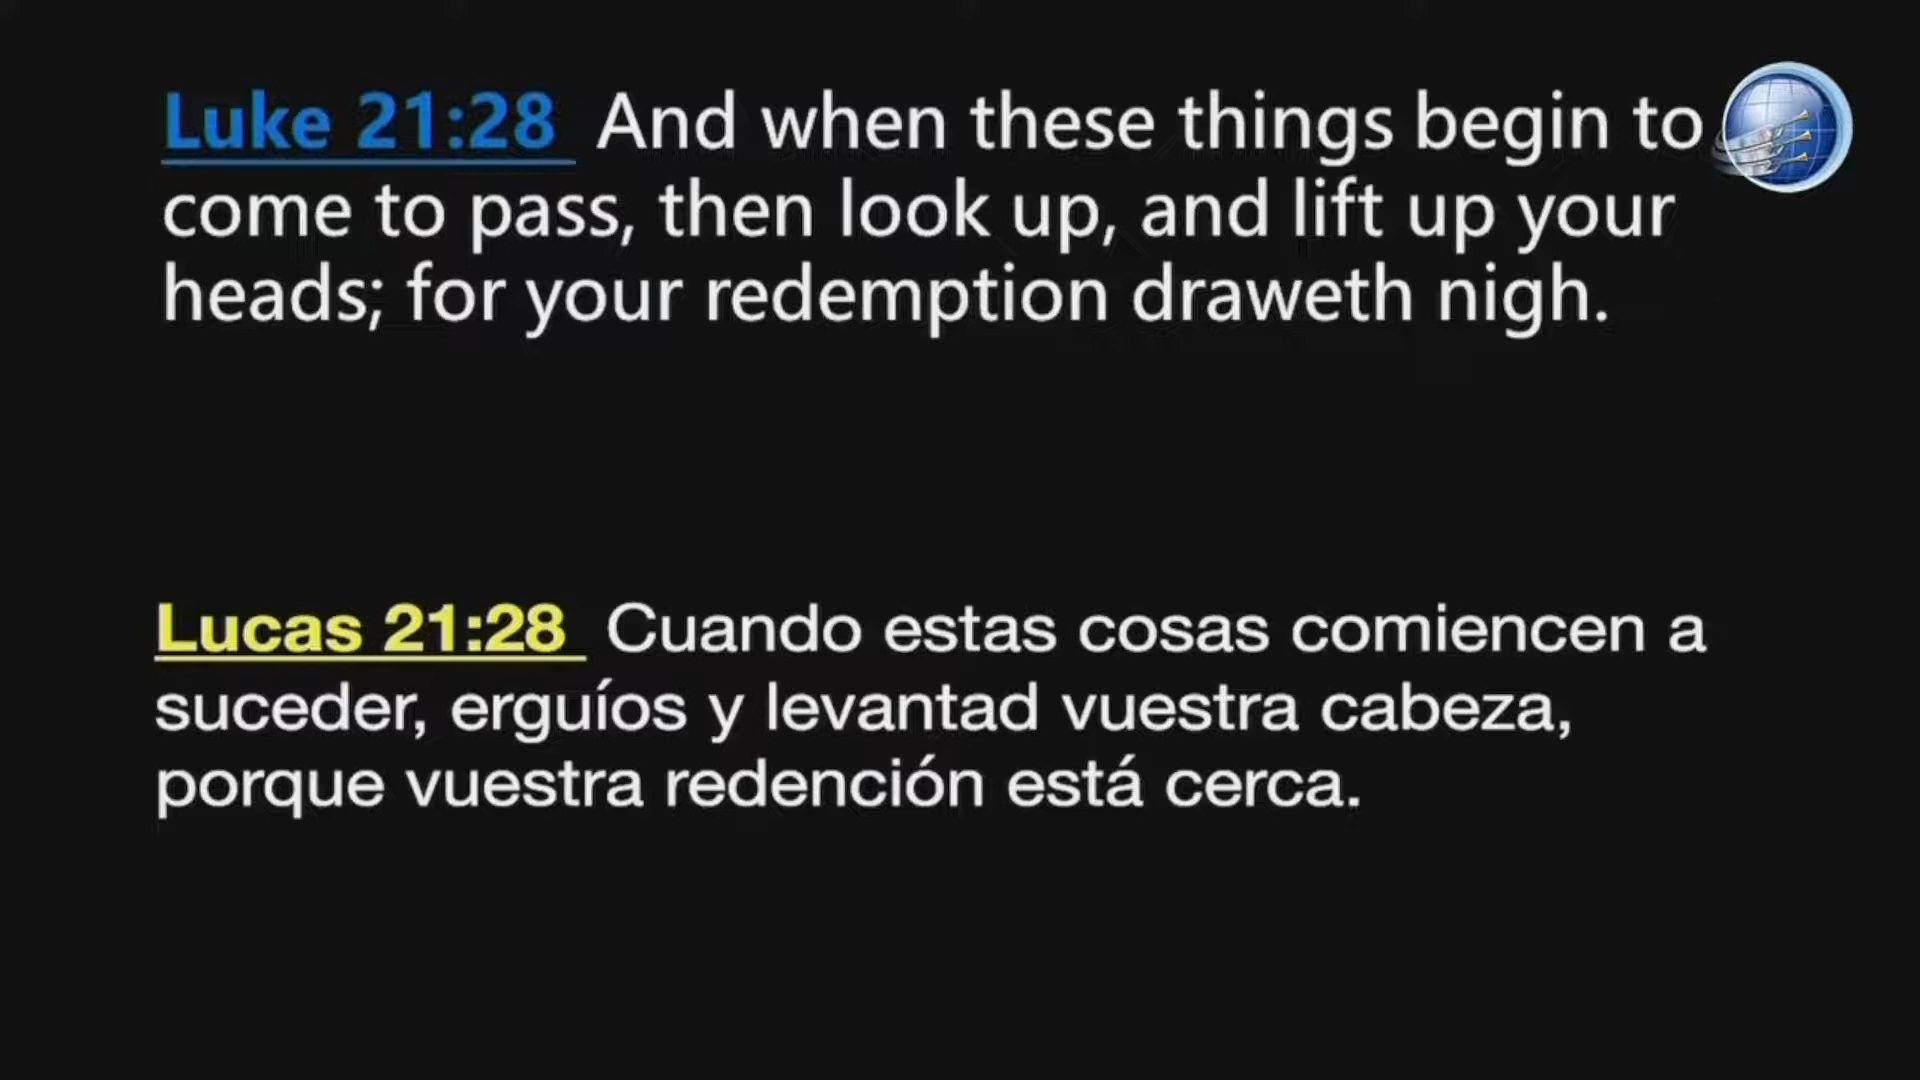 Luke 21:28 And when these things begin to
come to pass, then look up, and lift up your
heads; for your redemption draweth nigh.
Lucas 21:28 Cuando estas cosas comiencen a
suceder, erguíos y levantad vuestra cabeza,
porque vuestra redención está cerca.